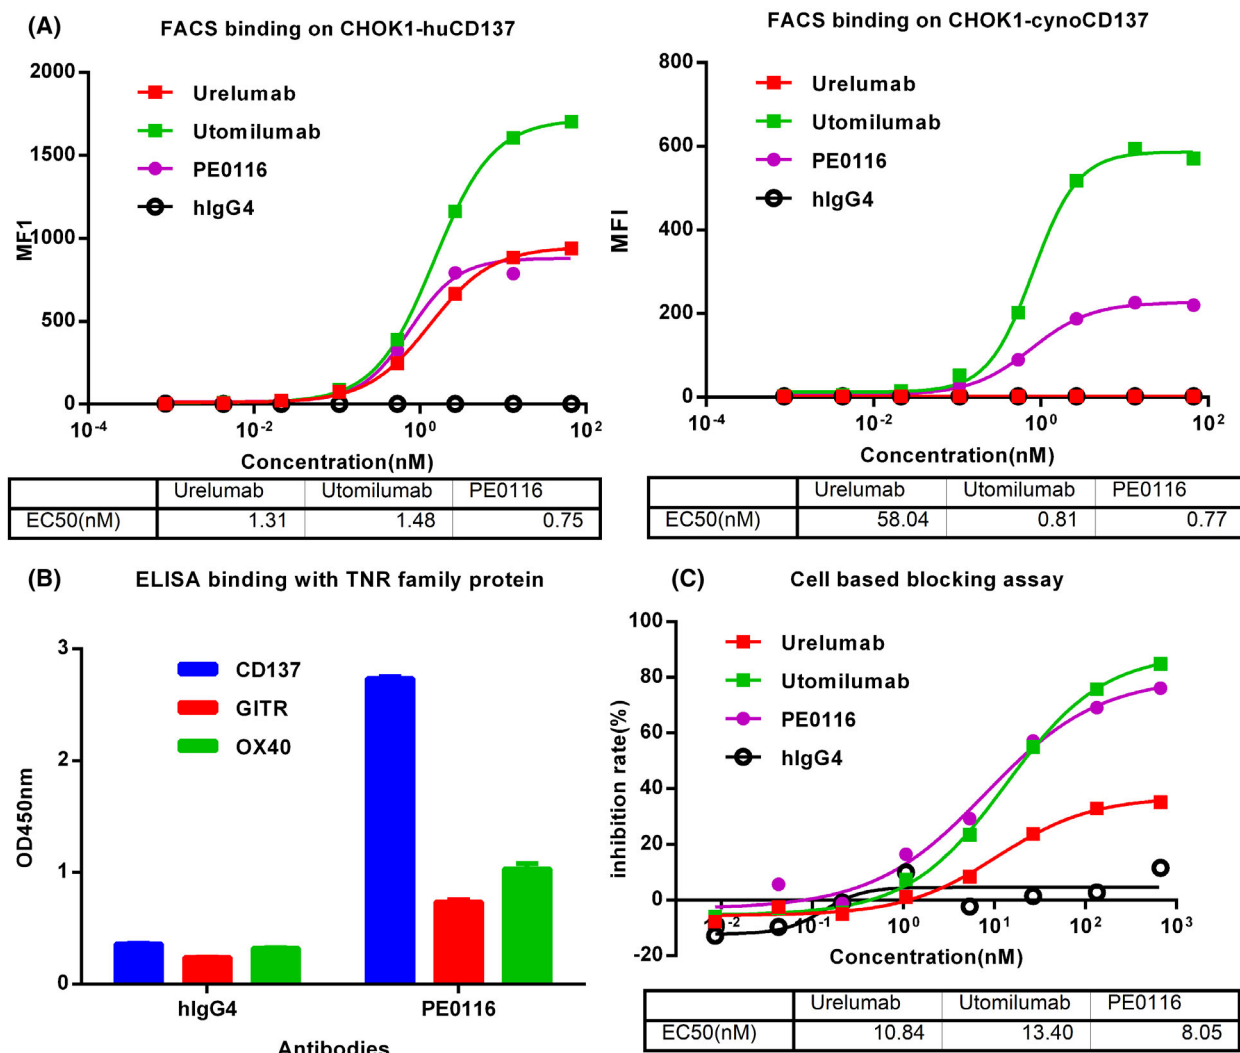 (A)
FACS binding on CHOK1-huCD137
2000
1500
1000
500
0
MF1
Urelumab
Utomilumab
PE0116
hIgG4
10-4
10-2
100
102
Concentration(nM)
Urelumab Utomilumab PE0116
EC50(nM) 1.31 1.48 0.75
FACS binding on CHOK1-cynoCD137
800
600
400
200
0
MFI
Urelumab
Utomilumab
PE0116
hIgG4
10-4
10-2
100
102
Concentration(nM)
Urelumab Utomilumab PE0116
EC50(nM) 58.04 0.81 0.77
(B)
ELISA binding with TNR family protein
3
2
1
0
OD450nm
CD137
GITR
OX40
hIgG4
PE0116
Antibodies
(C)
Cell based blocking assay
100
80
60
40
20
0
-20
inhibition rate(%)
Urelumab
Utomilumab
PE0116
hIgG4
10-2
10-1
100
101
102
103
Concentration(nM)
Urelumab Utomilumab PE0116
EC50(nM) 10.84 13.40 8.05